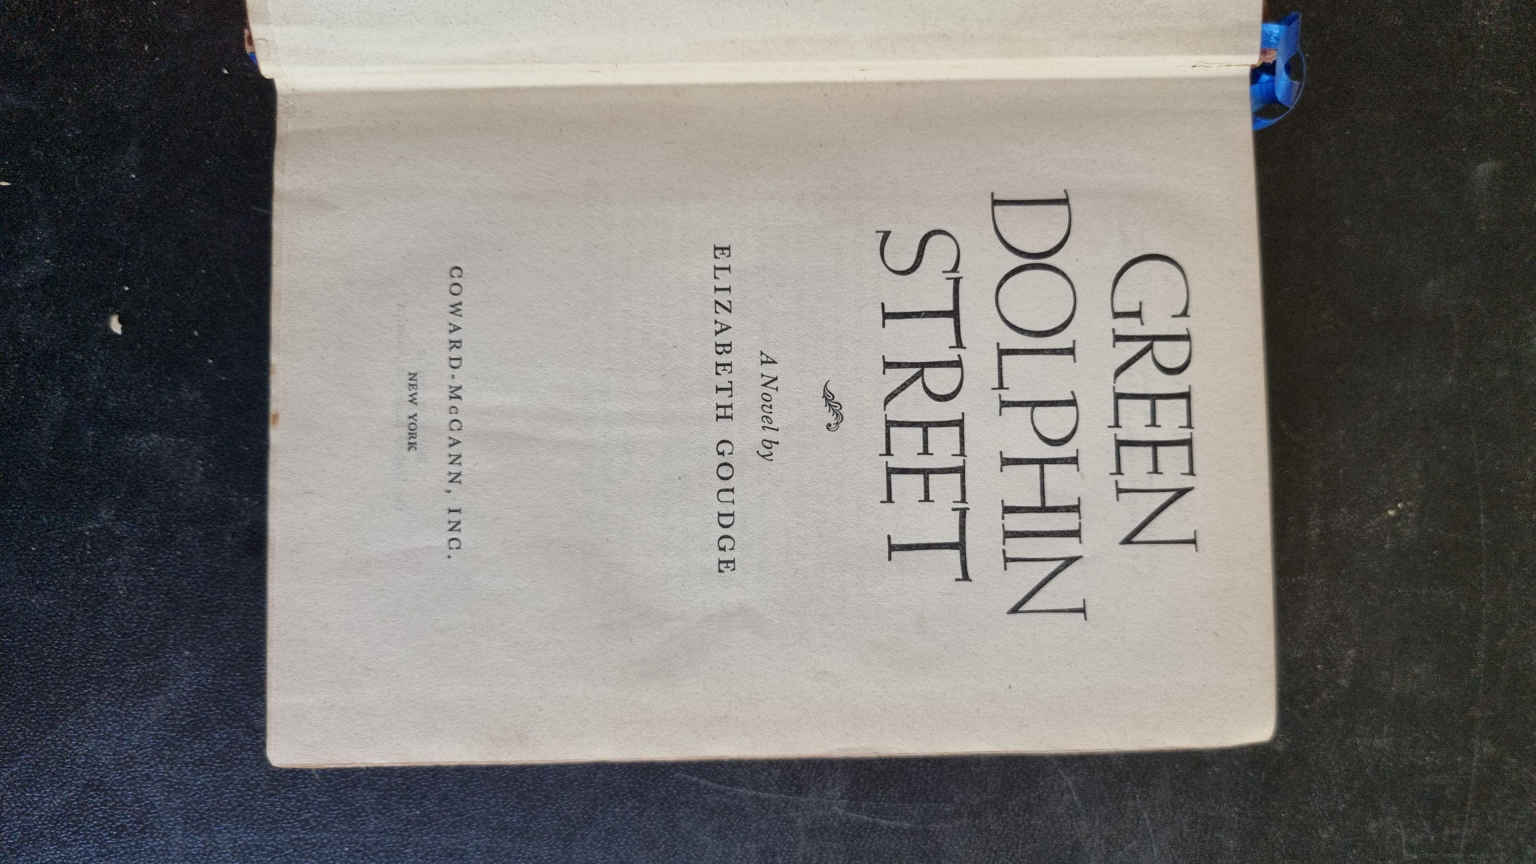 GREEN
DOLPHIN
STREET
A Novel by
ELIZABETH GOUDGE
COWARD-McCANN, INC.
NEW YORK